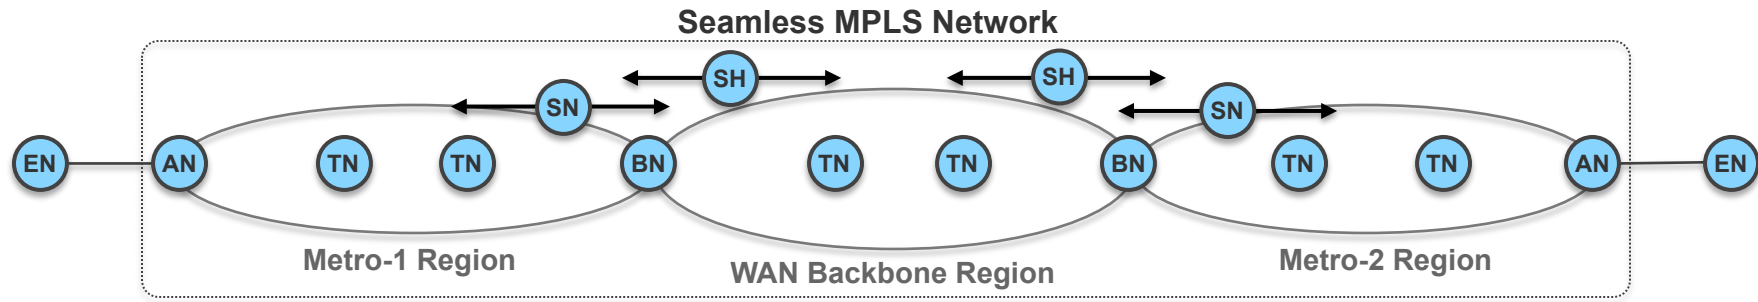 Seamless MPLS Network
SH SH
SN SN
EN AN TN TN BN TN TN BN TN TN AN EN
Metro-1 Region WAN Backbone Region Metro-2 Region